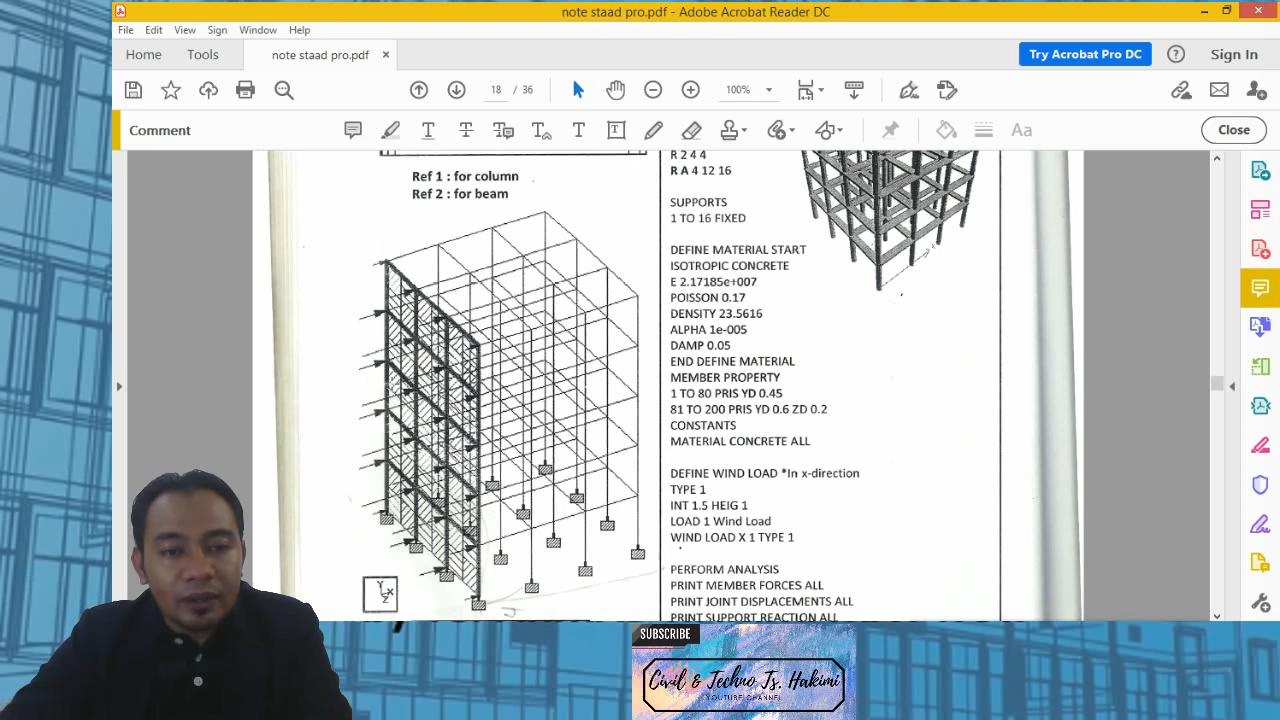 note staad pro.pdf - Adobe Acrobat Reader DC
File Edit View Sign Window Help
Home Tools note staad pro.pdf × Try Acrobat Pro DC Sign In
18 / 36 100%
Comment Aa Close
Ref 1 : for column
Ref 2 : for beam
Y
X
Z
R 2 4 4
R A 4 12 16
SUPPORTS
1 TO 16 FIXED
DEFINE MATERIAL START
ISOTROPIC CONCRETE
E 2.17185e+007
POISSON 0.17
DENSITY 23.5616
ALPHA 1e-005
DAMP 0.05
END DEFINE MATERIAL
MEMBER PROPERTY
1 TO 80 PRIS YD 0.45
81 TO 200 PRIS YD 0.6 ZD 0.2
CONSTANTS
MATERIAL CONCRETE ALL
DEFINE WIND LOAD *In x-direction
TYPE 1
INT 1.5 HEIG 1
LOAD 1 Wind Load
WIND LOAD X 1 TYPE 1
PERFORM ANALYSIS
PRINT MEMBER FORCES ALL
PRINT JOINT DISPLACEMENTS ALL
PRINT SUPPORT REACTION ALL
SUBSCRIBE
Civil & Techno Ts. Hakimi
YOUTUBE CHANNEL